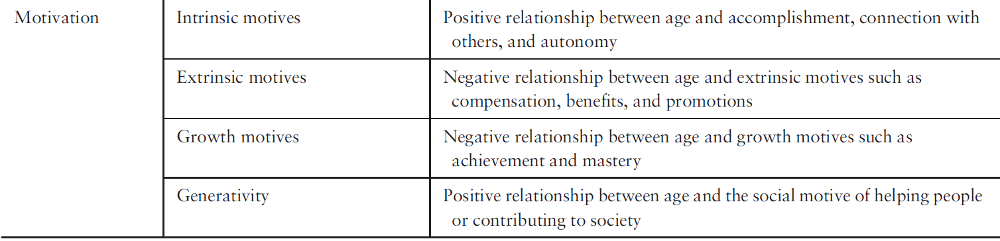 Motivation
Intrinsic motives
Positive relationship between age and accomplishment, connection with
others, and autonomy
Extrinsic motives
Negative relationship between age and extrinsic motives such as
compensation, benefits, and promotions
Growth motives
Negative relationship between age and growth motives such as
achievement and mastery
Generativity
Positive relationship between age and the social motive of helping people
or contributing to society